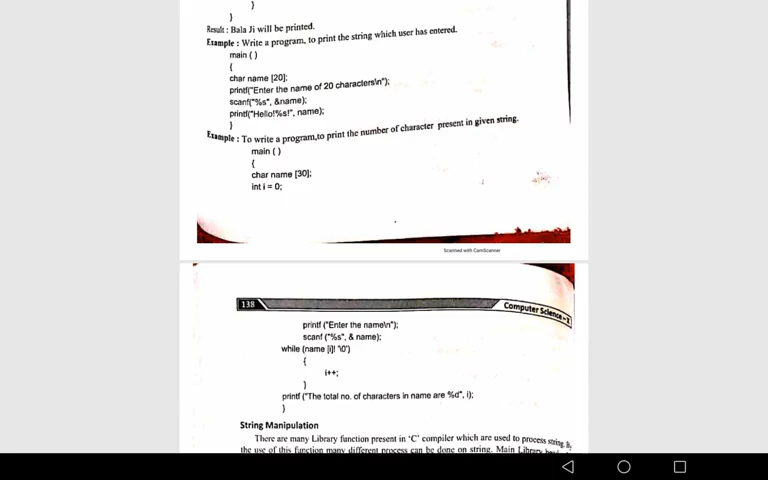 }
}
Result : Bala Ji will be printed.
Example : Write a program, to print the string which user has entered.
main ( )
{
char name [20];
printf("Enter the name of 20 characters\n");
scanf("%s", &name);
printf("Hello!%s!", name);
}
Example : To write a program,to print the number of character present in given string.
main ( )
{
char name [30];
int i = 0;
Scanned with CamScanner
138
Computer Science - X
printf ("Enter the name\n");
scanf ("%s", & name);
while (name [i]! '\0')
{
i++;
}
printf ("The total no. of characters in name are %d", i);
}
String Manipulation
There are many Library function present in 'C' compiler which are used to process string.
the use of this function many different process can be done on string. Main Library